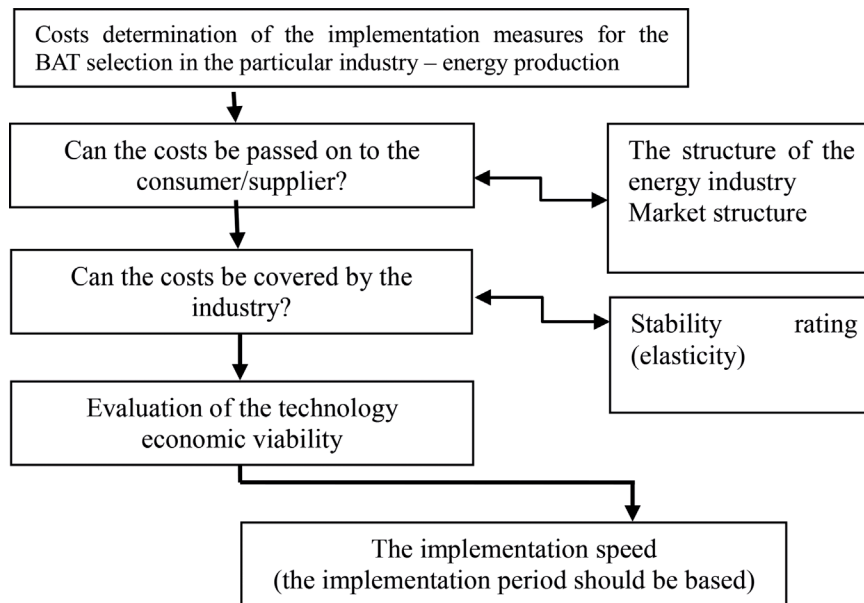 Costs determination of the implementation measures for the
BAT selection in the particular industry – energy production
Can the costs be passed on to the
consumer/supplier?
The structure of the
energy industry
Market structure
Can the costs be covered by the
industry?
Stability rating
(elasticity)
Evaluation of the technology
economic viability
The implementation speed
(the implementation period should be based)